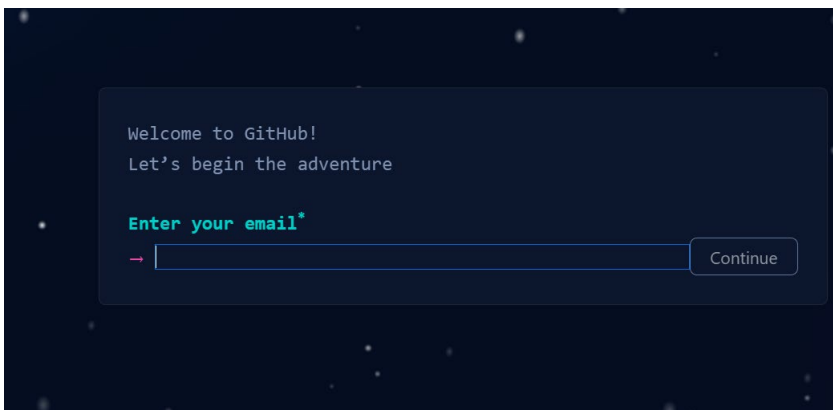 Welcome to GitHub!
Let’s begin the adventure
Enter your email*
→ Continue